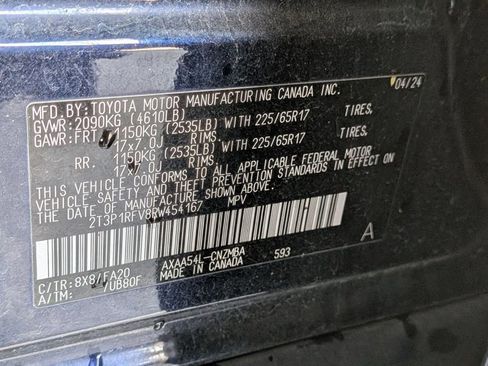 MFD.BY: TOYOTA MOTOR MANUFACTURING CANADA INC. 04/24
GVWR: 2090KG (4610LB)
GAWR: FRT. 1150KG (2535LB) WITH 225/65R17 TIRES,
17x7.0J RIMS,
RR. 1150KG (2535LB) WITH 225/65R17 TIRES,
17x7.0J RIMS
THIS VEHICLE CONFORMS TO ALL APPLICABLE FEDERAL MOTOR
VEHICLE SAFETY AND THEFT PREVENTION STANDARDS IN EFFECT
ON THE DATE OF MANUFACTURE SHOWN ABOVE.
2T3P1RFV8RW454167 MPV
A
C/TR: 8X8/FA20 AXAA54L-CNZMBA 593
A/TM: /UB80F MADE IN CANADA